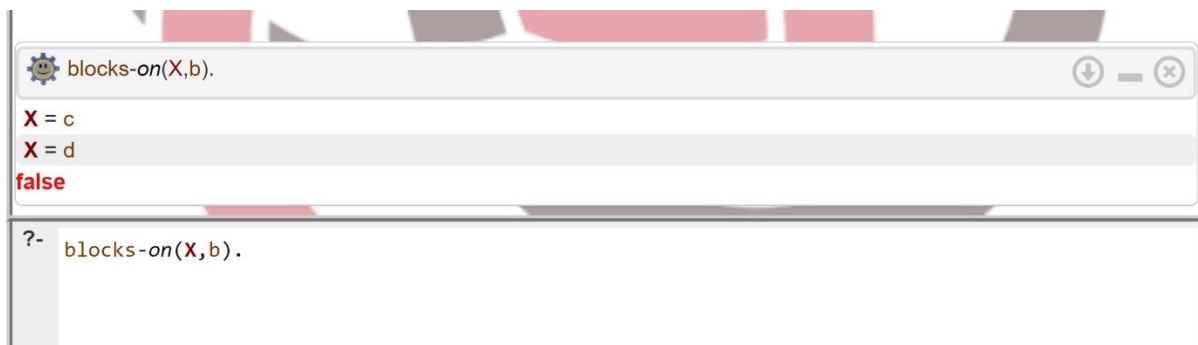 blocks-on(X,b).
X = c
X = d
false
?- blocks-on(X,b).